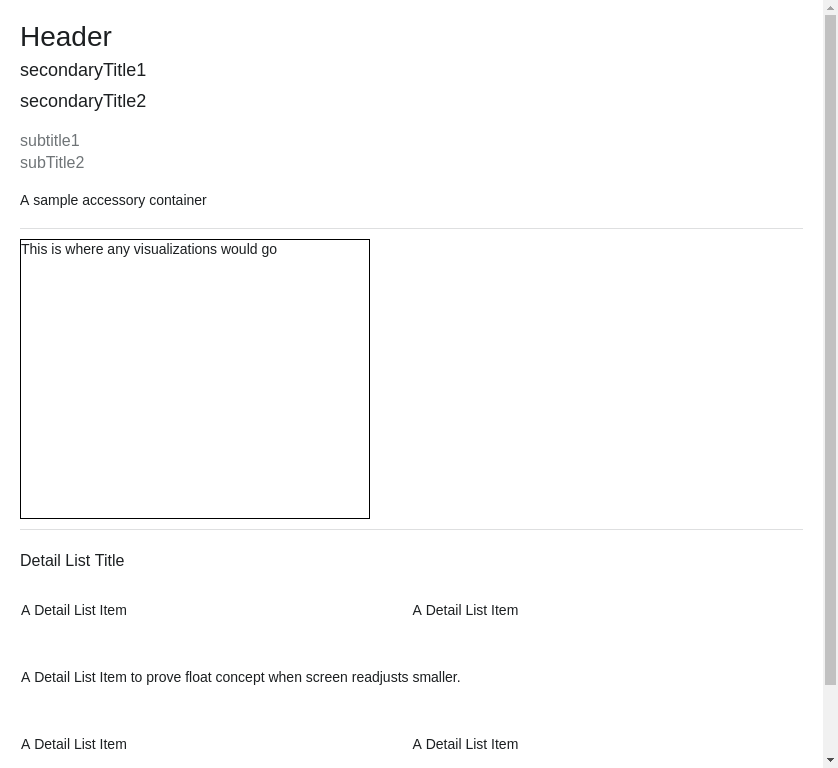 Header
secondaryTitle1
secondaryTitle2
subtitle1
subTitle2
A sample accessory container
This is where any visualizations would go
Detail List Title
A Detail List Item
A Detail List Item
A Detail List Item to prove float concept when screen readjusts smaller.
A Detail List Item
A Detail List Item